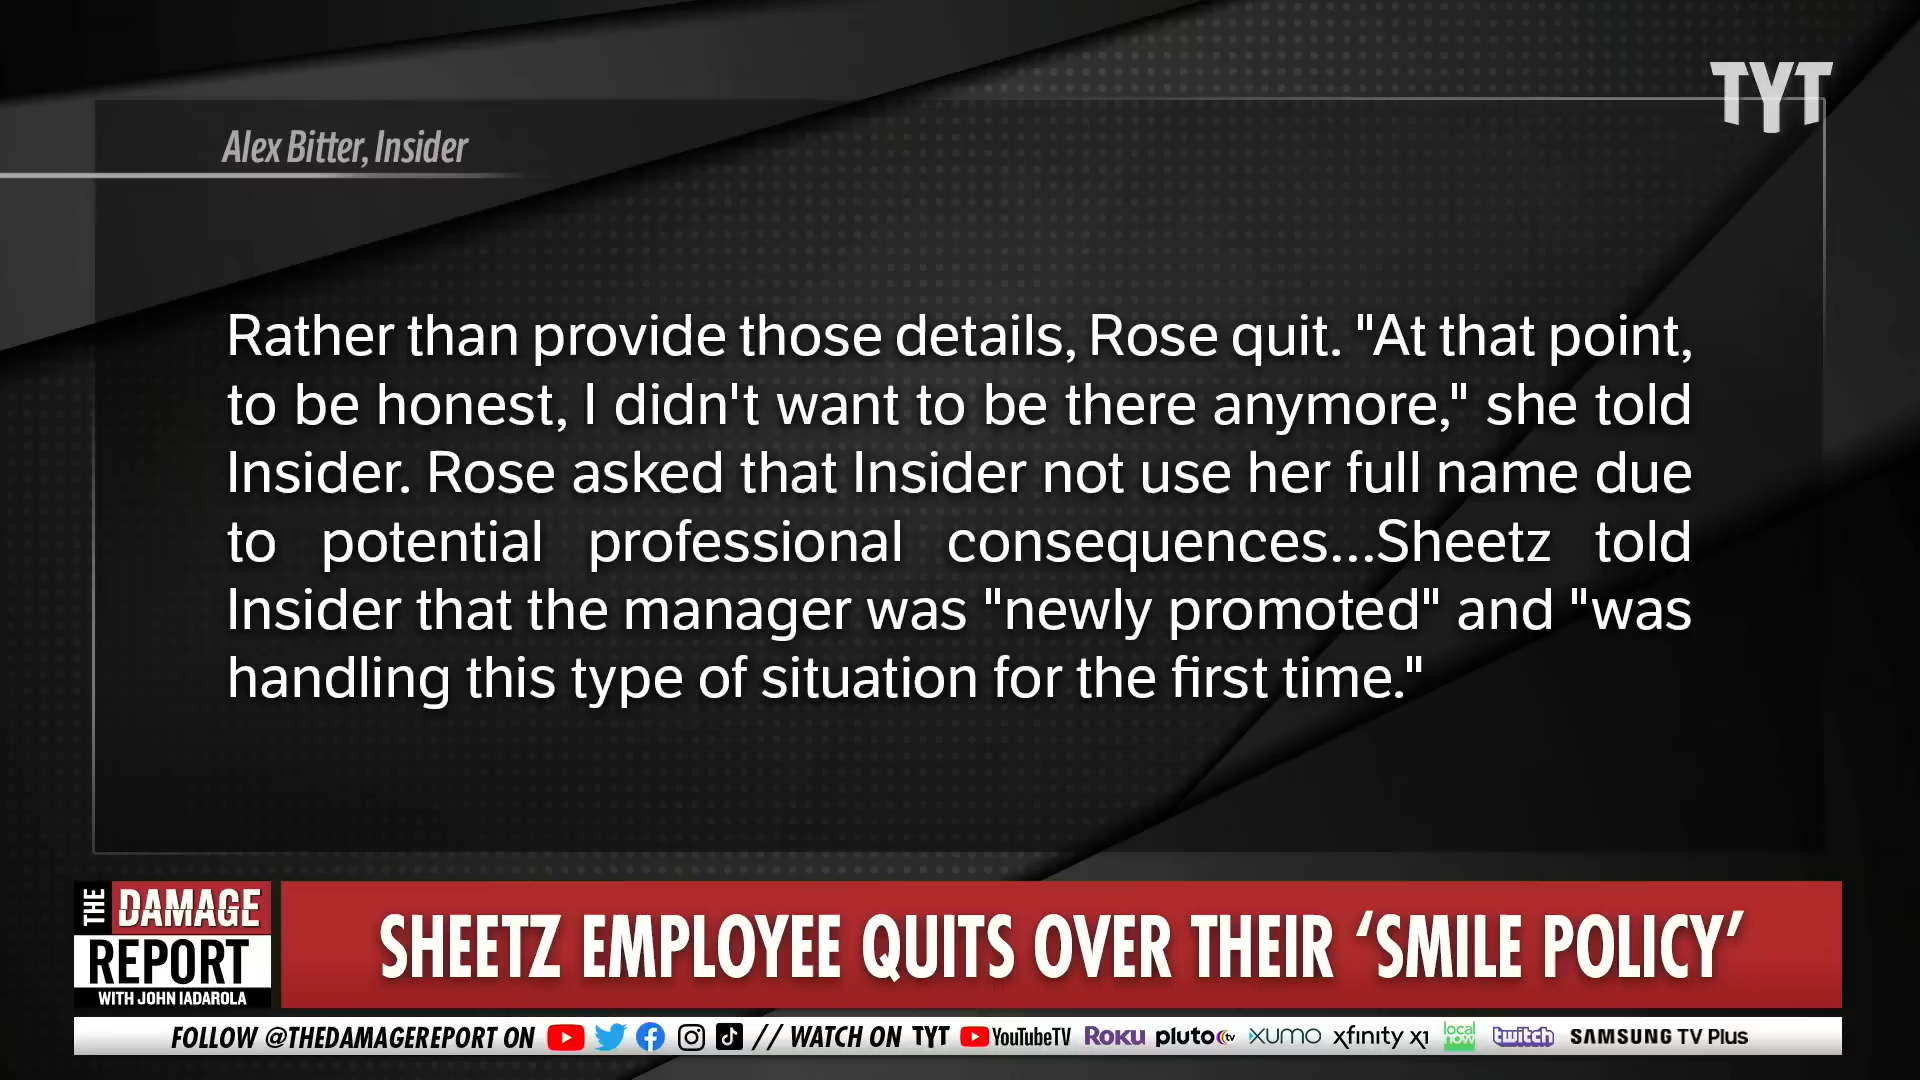 TYT
Alex Bitter, Insider
Rather than provide those details, Rose quit. "At that point,
to be honest, I didn't want to be there anymore," she told
Insider. Rose asked that Insider not use her full name due
to potential professional consequences...Sheetz told
Insider that the manager was "newly promoted" and "was
handling this type of situation for the first time."
THE DAMAGE
REPORT
WITH JOHN IADAROLA
SHEETZ EMPLOYEE QUITS OVER THEIR ‘SMILE POLICY’
FOLLOW @THEDAMAGEREPORT ON // WATCH ON TYT YouTubeTV ROKU pluto tv XUMO xfinity x1 local now twitch SAMSUNG TV Plus